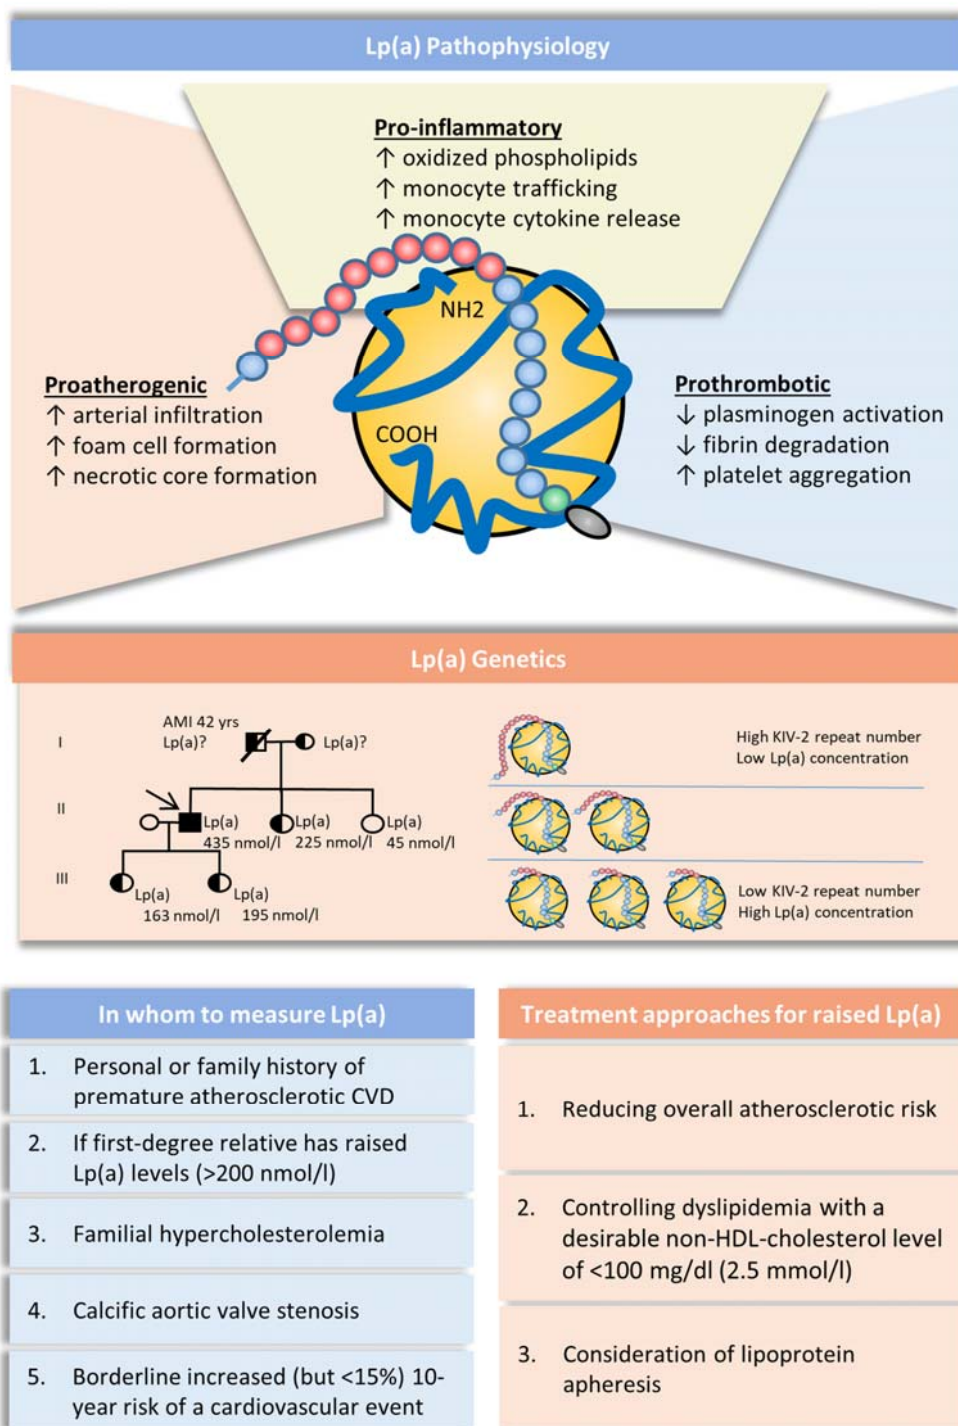 Lp(a) Pathophysiology
Pro-inflammatory
↑ oxidized phospholipids
↑ monocyte trafficking
↑ monocyte cytokine release
NH2
COOH
Proatherogenic
↑ arterial infiltration
↑ foam cell formation
↑ necrotic core formation
Prothrombotic
↓ plasminogen activation
↓ fibrin degradation
↑ platelet aggregation
Lp(a) Genetics
I
AMI 42 yrs
Lp(a)?
Lp(a)?
II
Lp(a)
435 nmol/l
Lp(a)
225 nmol/l
Lp(a)
45 nmol/l
III
Lp(a)
163 nmol/l
Lp(a)
195 nmol/l
High KIV-2 repeat number
Low Lp(a) concentration
Low KIV-2 repeat number
High Lp(a) concentration
In whom to measure Lp(a)
1. Personal or family history of
premature atherosclerotic CVD
2. If first-degree relative has raised
Lp(a) levels (>200 nmol/l)
3. Familial hypercholesterolemia
4. Calcific aortic valve stenosis
5. Borderline increased (but <15%) 10-
year risk of a cardiovascular event
Treatment approaches for raised Lp(a)
1. Reducing overall atherosclerotic risk
2. Controlling dyslipidemia with a
desirable non-HDL-cholesterol level
of <100 mg/dl (2.5 mmol/l)
3. Consideration of lipoprotein
apheresis